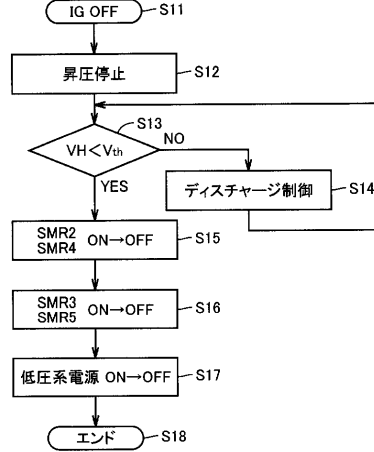 IG OFF
S11
昇圧停止
S12
S13
VH<Vth
NO
YES
ディスチャージ制御
S14
SMR2
SMR4 ON→OFF
S15
SMR3
SMR5 ON→OFF
S16
低圧系電源 ON→OFF
S17
エンド
S18